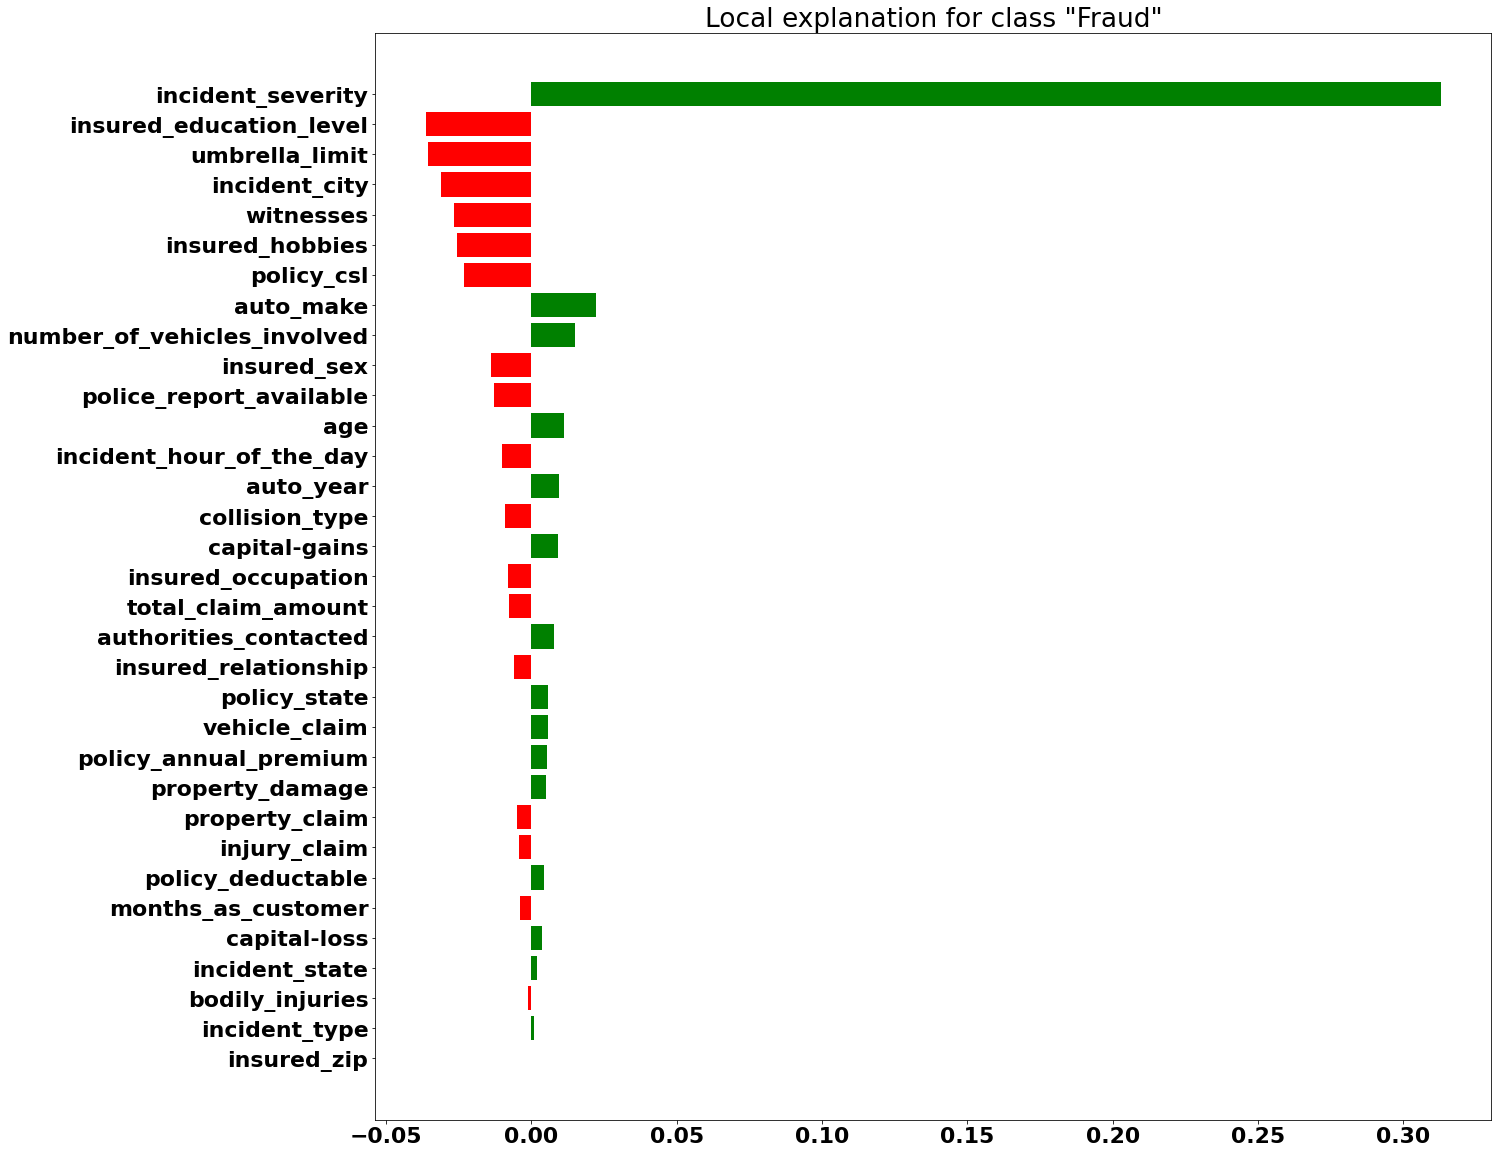 Local explanation for class "Fraud"
incident_severity
insured_education_level
umbrella_limit
incident_city
witnesses
insured_hobbies
policy_csl
auto_make
number_of_vehicles_involved
insured_sex
police_report_available
age
incident_hour_of_the_day
auto_year
collision_type
capital-gains
insured_occupation
total_claim_amount
authorities_contacted
insured_relationship
policy_state
vehicle_claim
policy_annual_premium
property_damage
property_claim
injury_claim
policy_deductable
months_as_customer
capital-loss
incident_state
bodily_injuries
incident_type
insured_zip
−0.05 0.00 0.05 0.10 0.15 0.20 0.25 0.30